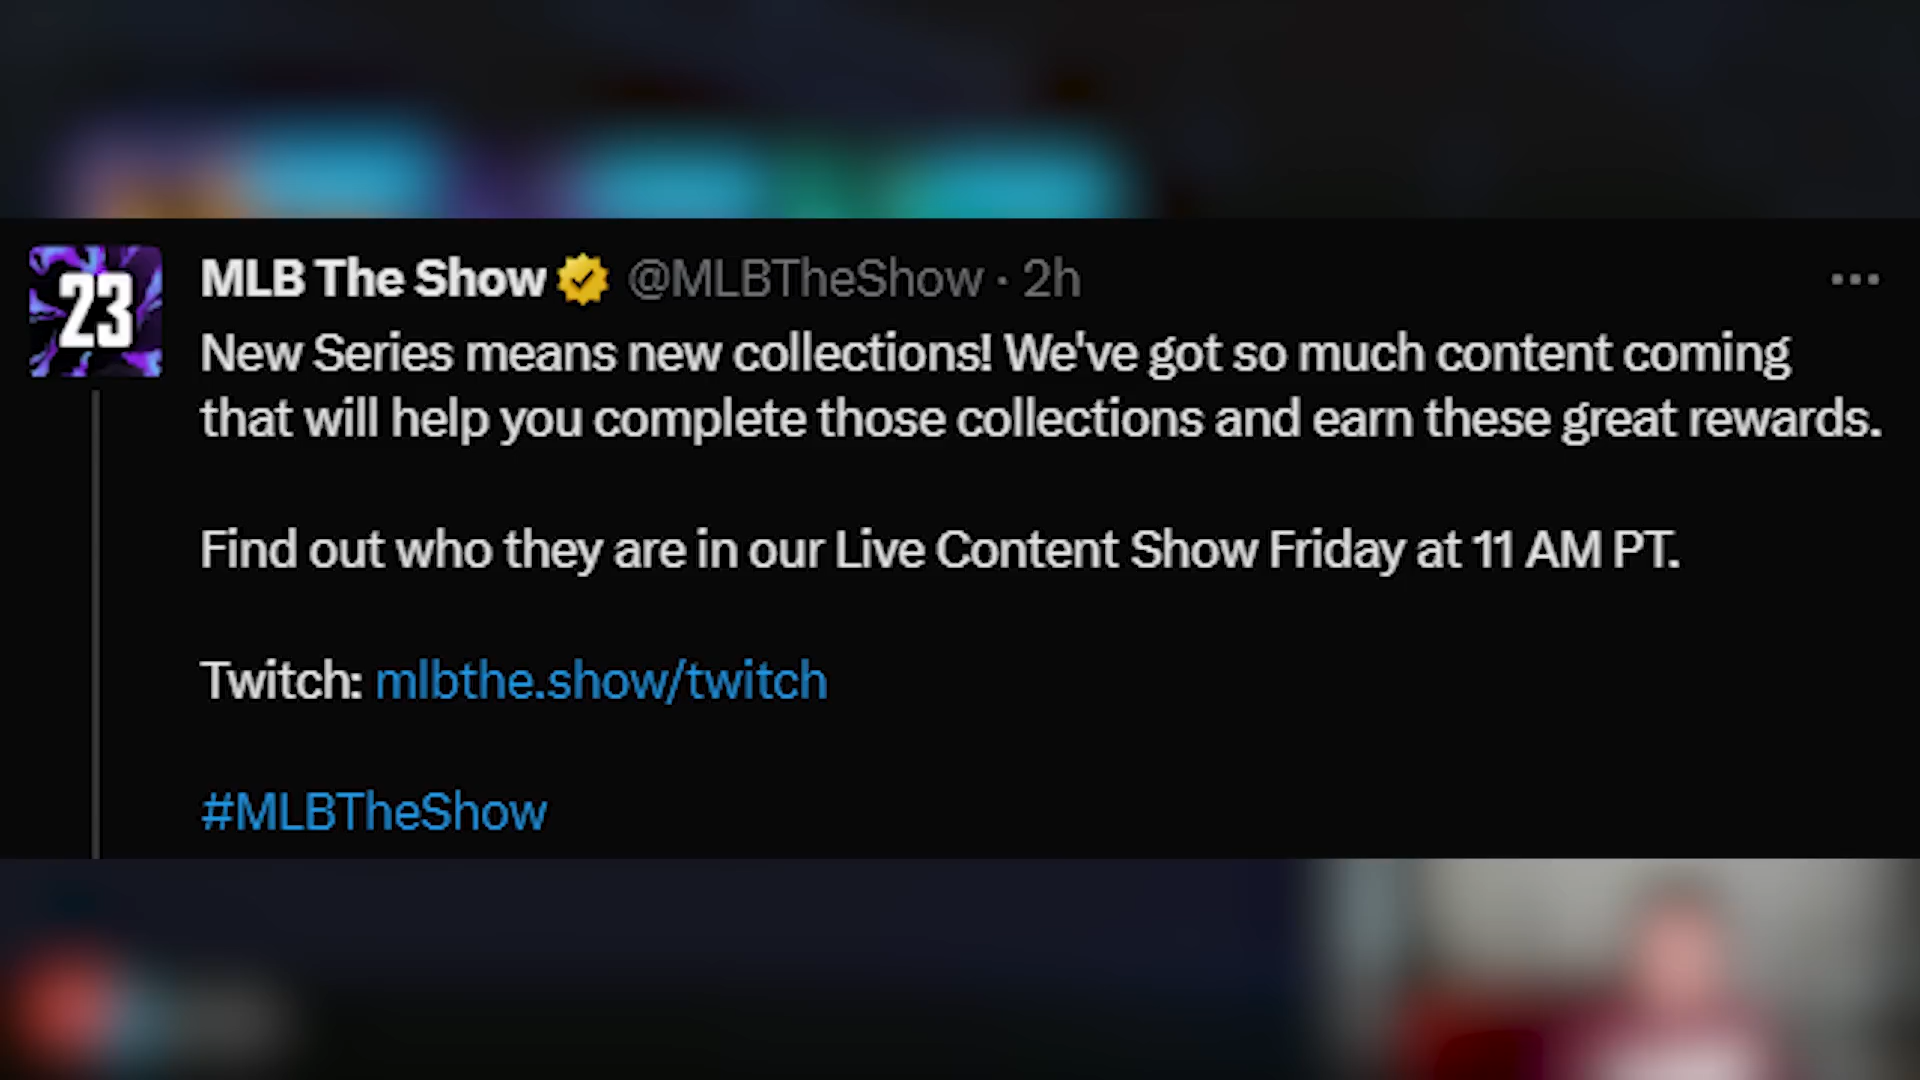 23
MLB The Show @MLBTheShow · 2h
New Series means new collections! We've got so much content coming
that will help you complete those collections and earn these great rewards.
Find out who they are in our Live Content Show Friday at 11 AM PT.
Twitch: mlbthe.show/twitch
#MLBTheShow